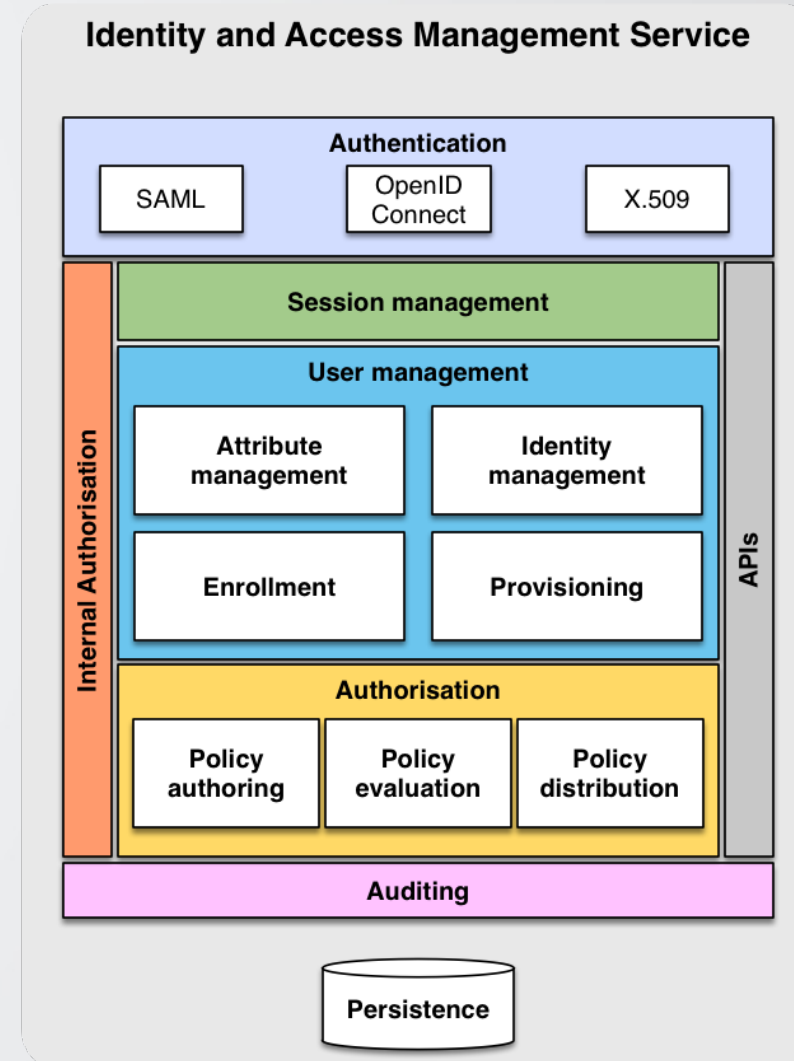 Identity and Access Management Service
Authentication
SAML
OpenID
Connect
X.509
Session management
User management
Attribute
management
Identity
management
Enrollment
Provisioning
Internal Authorisation
APIs
Authorisation
Policy
authoring
Policy
evaluation
Policy
distribution
Auditing
Persistence